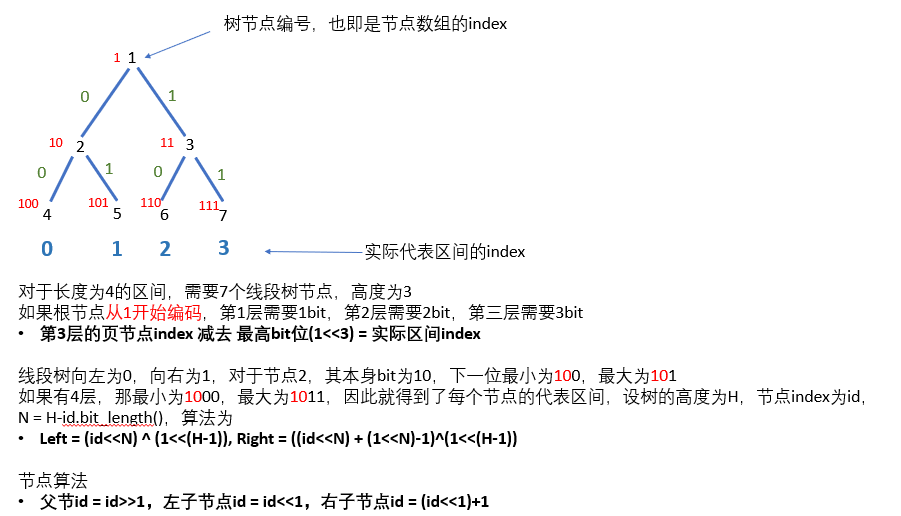 树节点编号，也即是节点数组的index
1 1
0 1
10 2 11 3
0 1 0 1
100 4 101 5 110 6 111 7
0 1 2 3
实际代表区间的index
对于长度为4的区间，需要7个线段树节点，高度为3
如果根节点从1开始编码，第1层需要1bit，第2层需要2bit，第三层需要3bit
• 第3层的页节点index 减去 最高bit位(1<<3) = 实际区间index
线段树向左为0，向右为1，对于节点2，其本身bit为10，下一位最小为100，最大为101
如果有4层，那最小为1000，最大为1011，因此就得到了每个节点的代表区间，设树的高度为H，节点index为id，
N = H-id.bit_length()，算法为
• Left = (id<<N) ^ (1<<(H-1)), Right = ((id<<N) + (1<<N)-1)^(1<<(H-1))
节点算法
• 父节id = id>>1，左子节点id = id<<1，右子节点id = (id<<1)+1